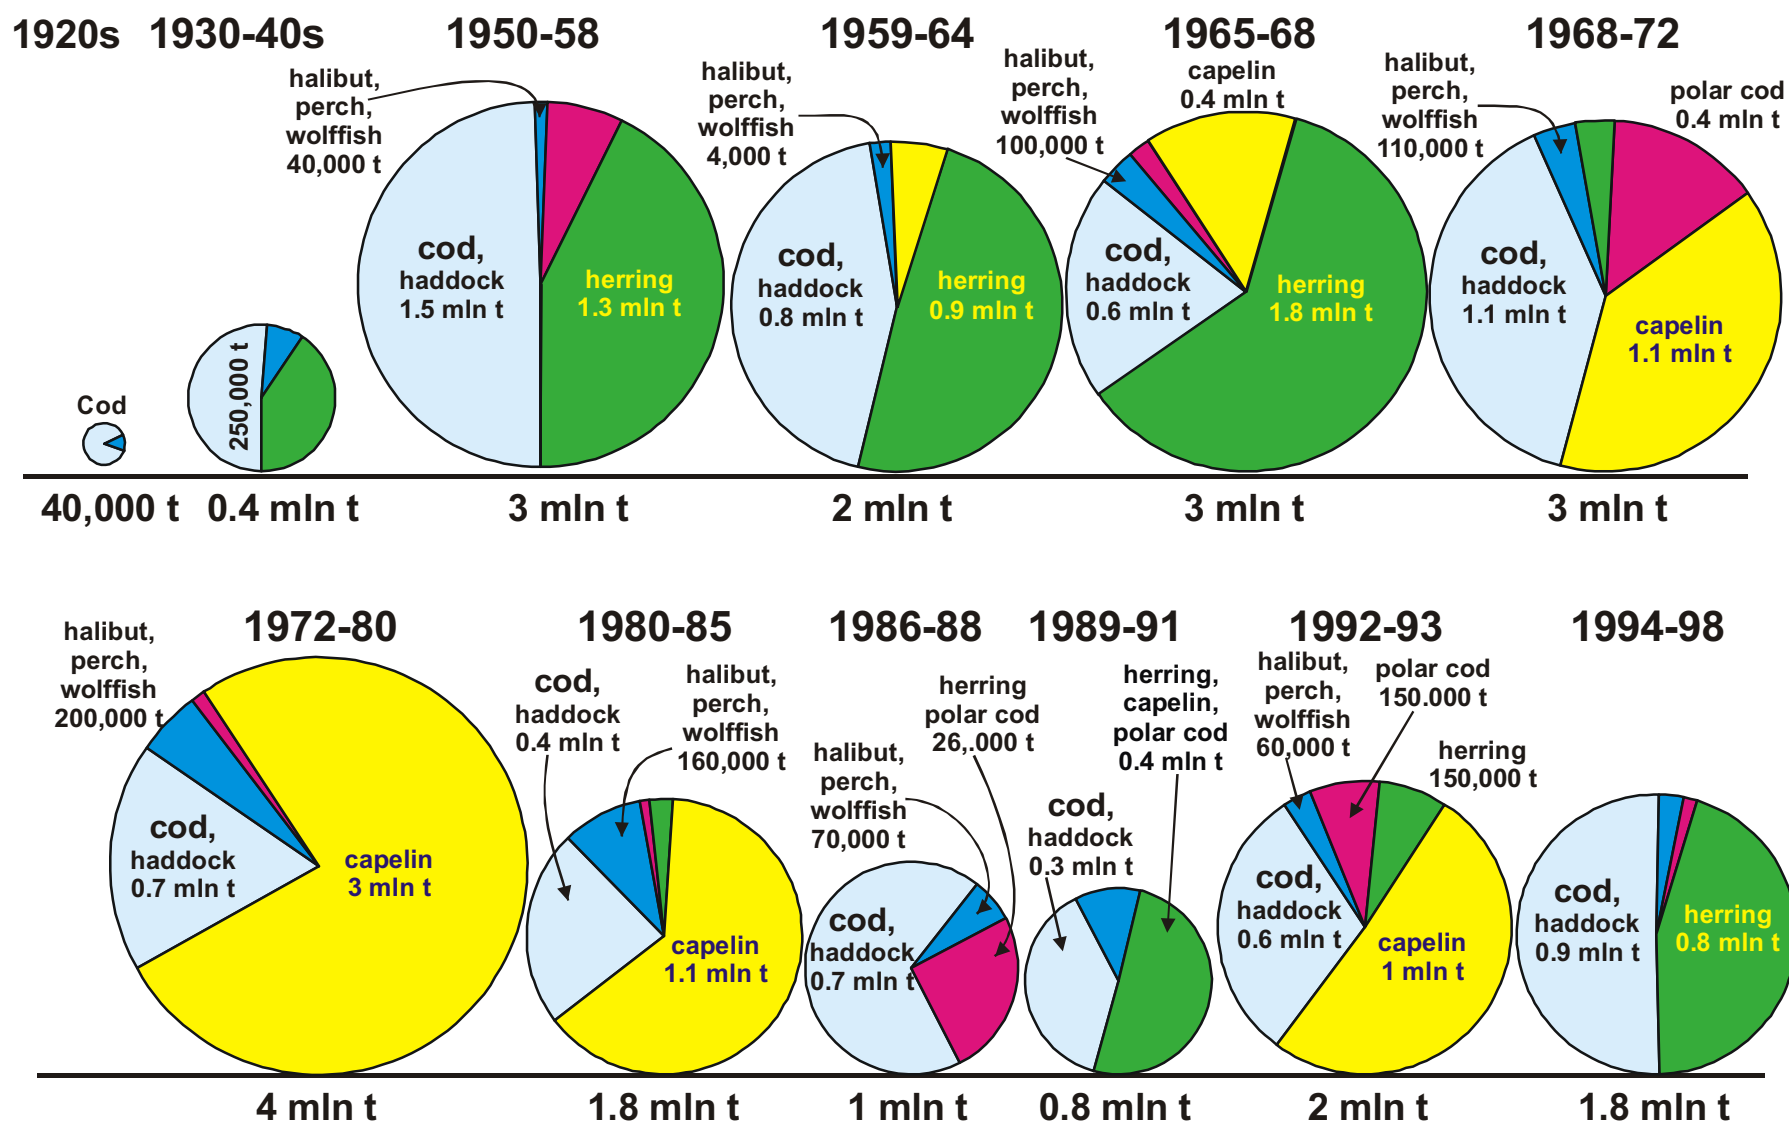 1920s
1930-40s
1950-58
1959-64
1965-68
1968-72
Cod
250,000 t
halibut,
perch,
wolffish
40,000 t
cod,
haddock
1.5 mln t
herring
1.3 mln t
halibut,
perch,
wolffish
4,000 t
cod,
haddock
0.8 mln t
herring
0.9 mln t
halibut,
perch,
wolffish
100,000 t
capelin
0.4 mln t
cod,
haddock
0.6 mln t
herring
1.8 mln t
halibut,
perch,
wolffish
110,000 t
polar cod
0.4 mln t
cod,
haddock
1.1 mln t
capelin
1.1 mln t
40,000 t
0.4 mln t
3 mln t
2 mln t
3 mln t
3 mln t
1972-80
1980-85
1986-88
1989-91
1992-93
1994-98
halibut,
perch,
wolffish
200,000 t
cod,
haddock
0.7 mln t
capelin
3 mln t
cod,
haddock
0.4 mln t
halibut,
perch,
wolffish
160,000 t
capelin
1.1 mln t
halibut,
perch,
wolffish
70,000 t
herring
polar cod
26,.000 t
cod,
haddock
0.7 mln t
cod,
haddock
0.3 mln t
herring,
capelin,
polar cod
0.4 mln t
halibut,
perch,
wolffish
60,000 t
polar cod
150.000 t
herring
150,000 t
cod,
haddock
0.6 mln t
capelin
1 mln t
cod,
haddock
0.9 mln t
herring
0.8 mln t
4 mln t
1.8 mln t
1 mln t
0.8 mln t
2 mln t
1.8 mln t